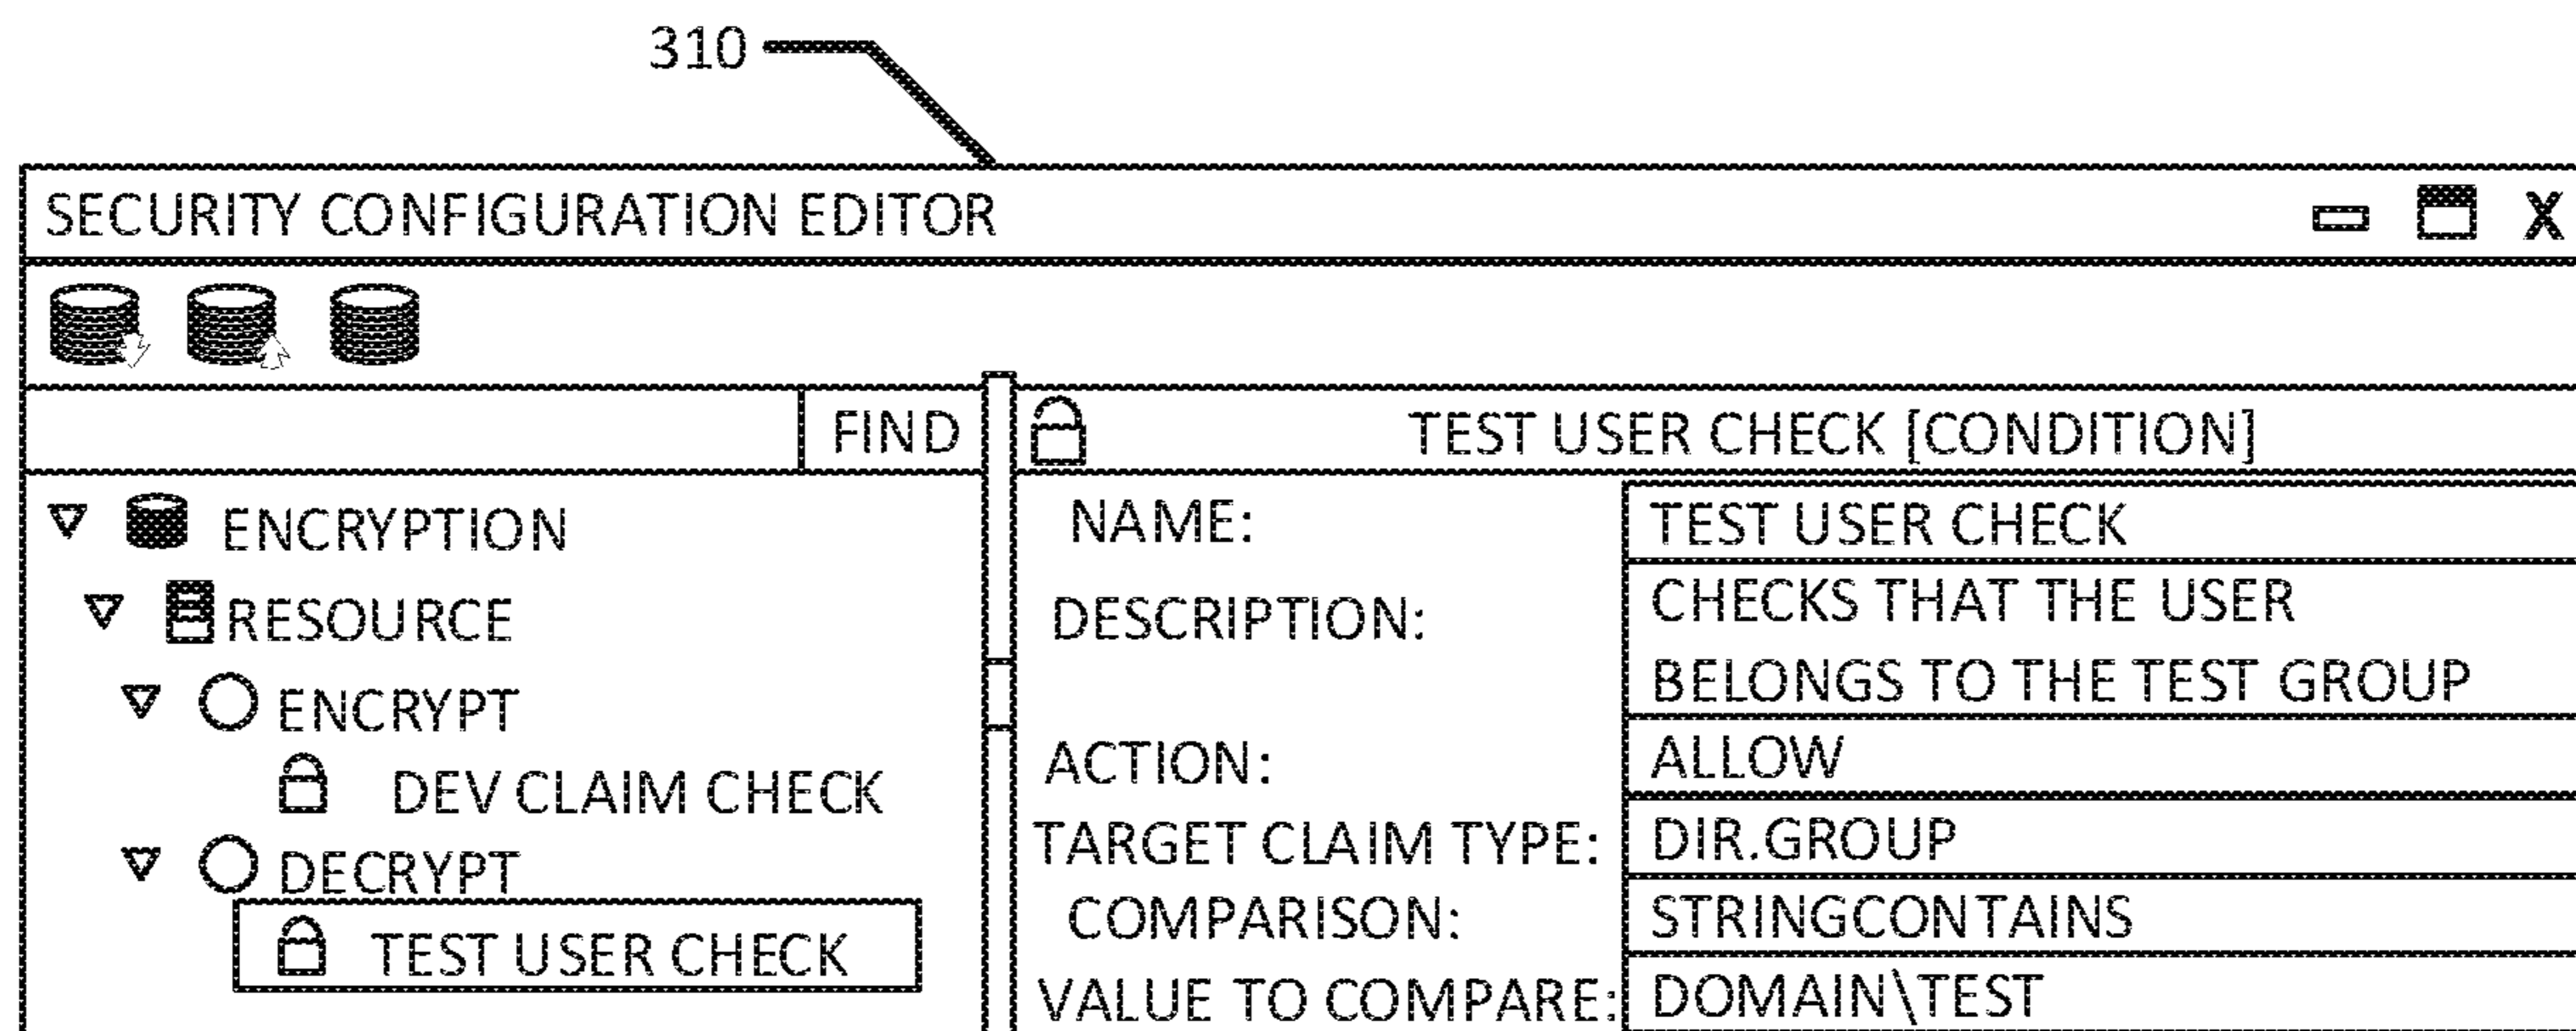 310
SECURITY CONFIGURATION EDITOR X
FIND
ENCRYPTION
RESOURCE
ENCRYPT
DEV CLAIM CHECK
DECRYPT
TEST USER CHECK
TEST USER CHECK [CONDITION]
NAME: TEST USER CHECK
DESCRIPTION: CHECKS THAT THE USER
BELONGS TO THE TEST GROUP
ACTION: ALLOW
TARGET CLAIM TYPE: DIR.GROUP
COMPARISON: STRINGCONTAINS
VALUE TO COMPARE: DOMAIN\TEST